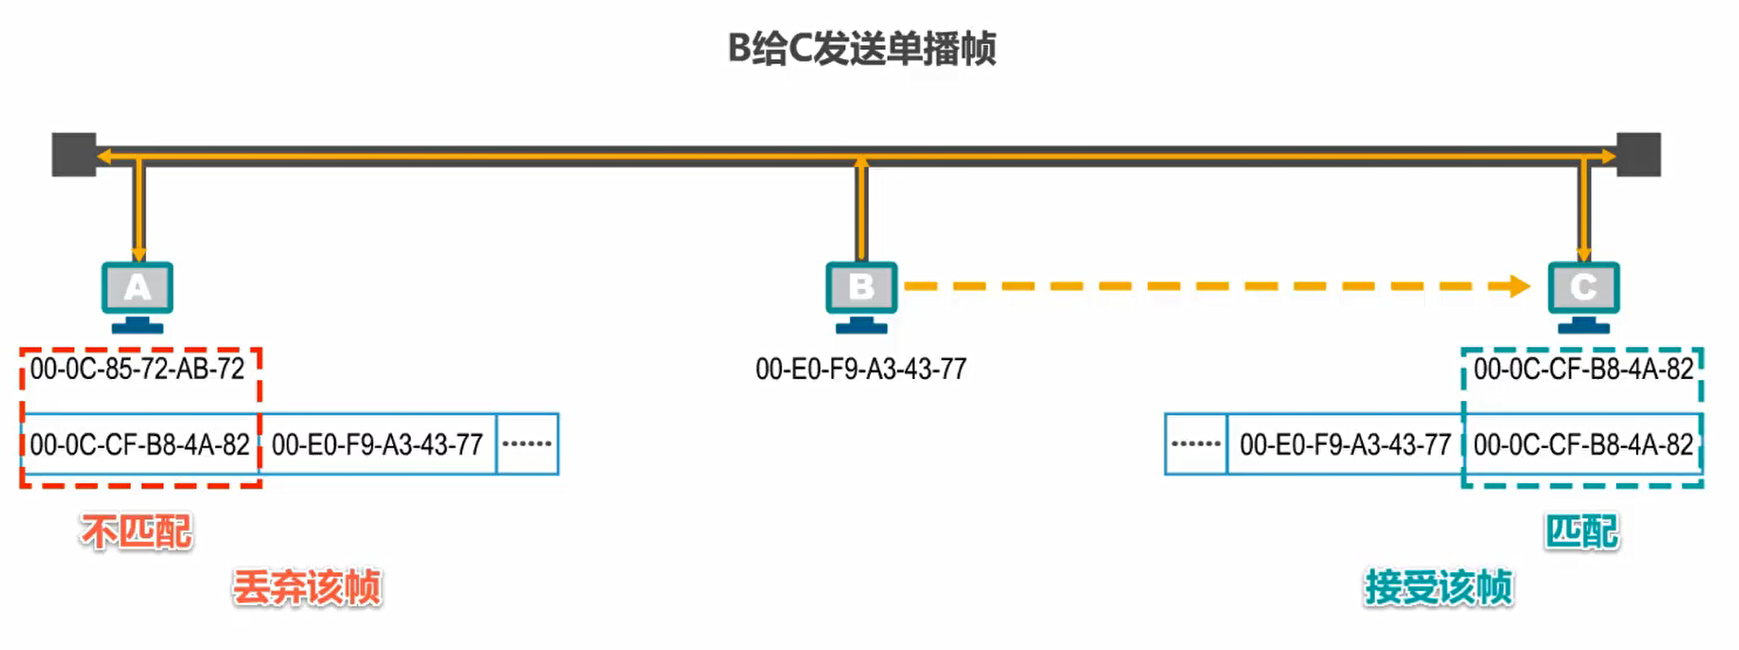 B给C发送单播帧
A
B
C
00-0C-85-72-AB-72
00-E0-F9-A3-43-77
00-0C-CF-B8-4A-82
00-0C-CF-B8-4A-82 00-E0-F9-A3-43-77 ······
······ 00-E0-F9-A3-43-77 00-0C-CF-B8-4A-82
不匹配
匹配
丢弃该帧
接受该帧